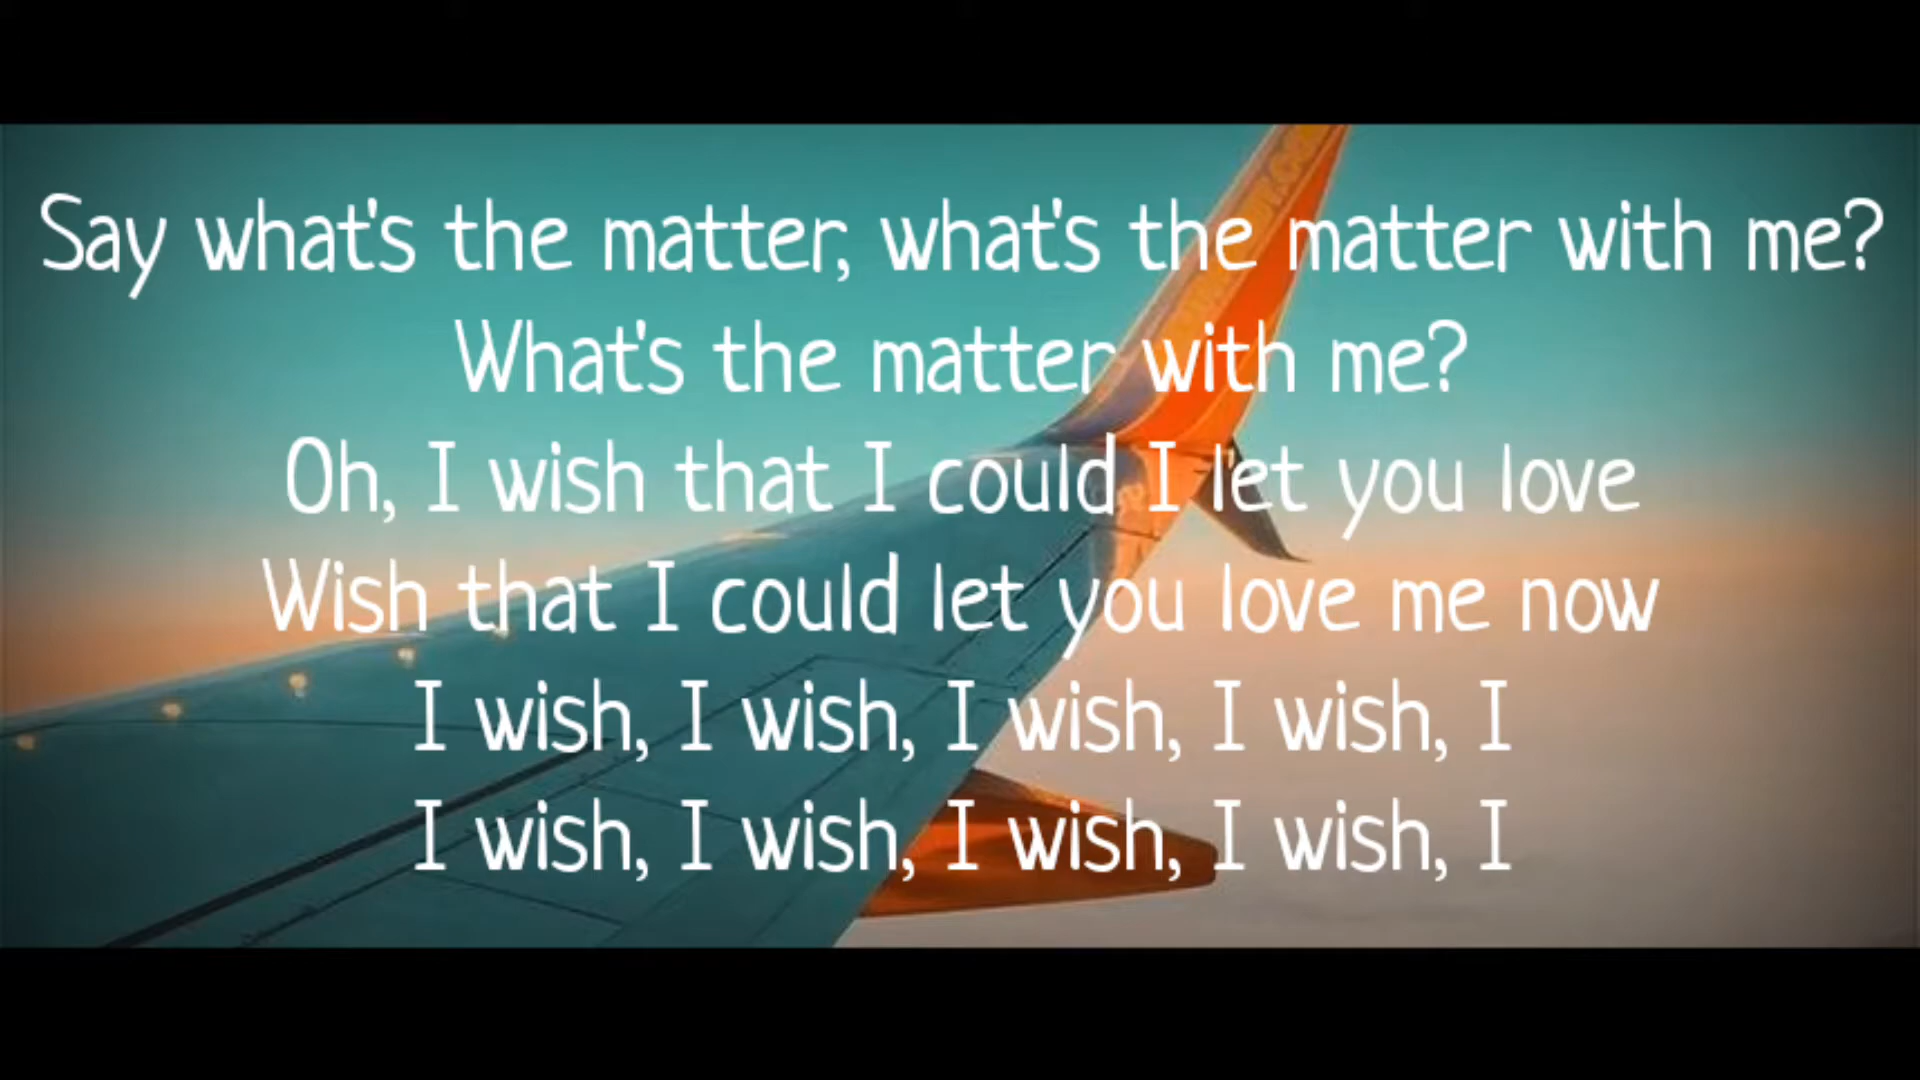 Say what's the matter, what's the matter with me?
What's the matter with me?
Oh, I wish that I could I let you love
Wish that I could let you love me now
I wish, I wish, I wish, I wish, I
I wish, I wish, I wish, I wish, I